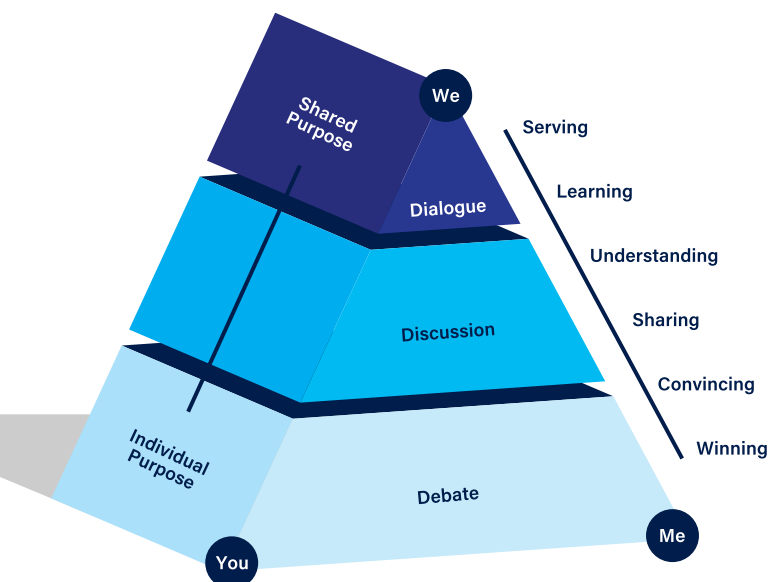 We
Shared
Purpose
Serving
Learning
Dialogue
Understanding
Sharing
Discussion
Convincing
Individual
Purpose
Winning
Debate
Me
You